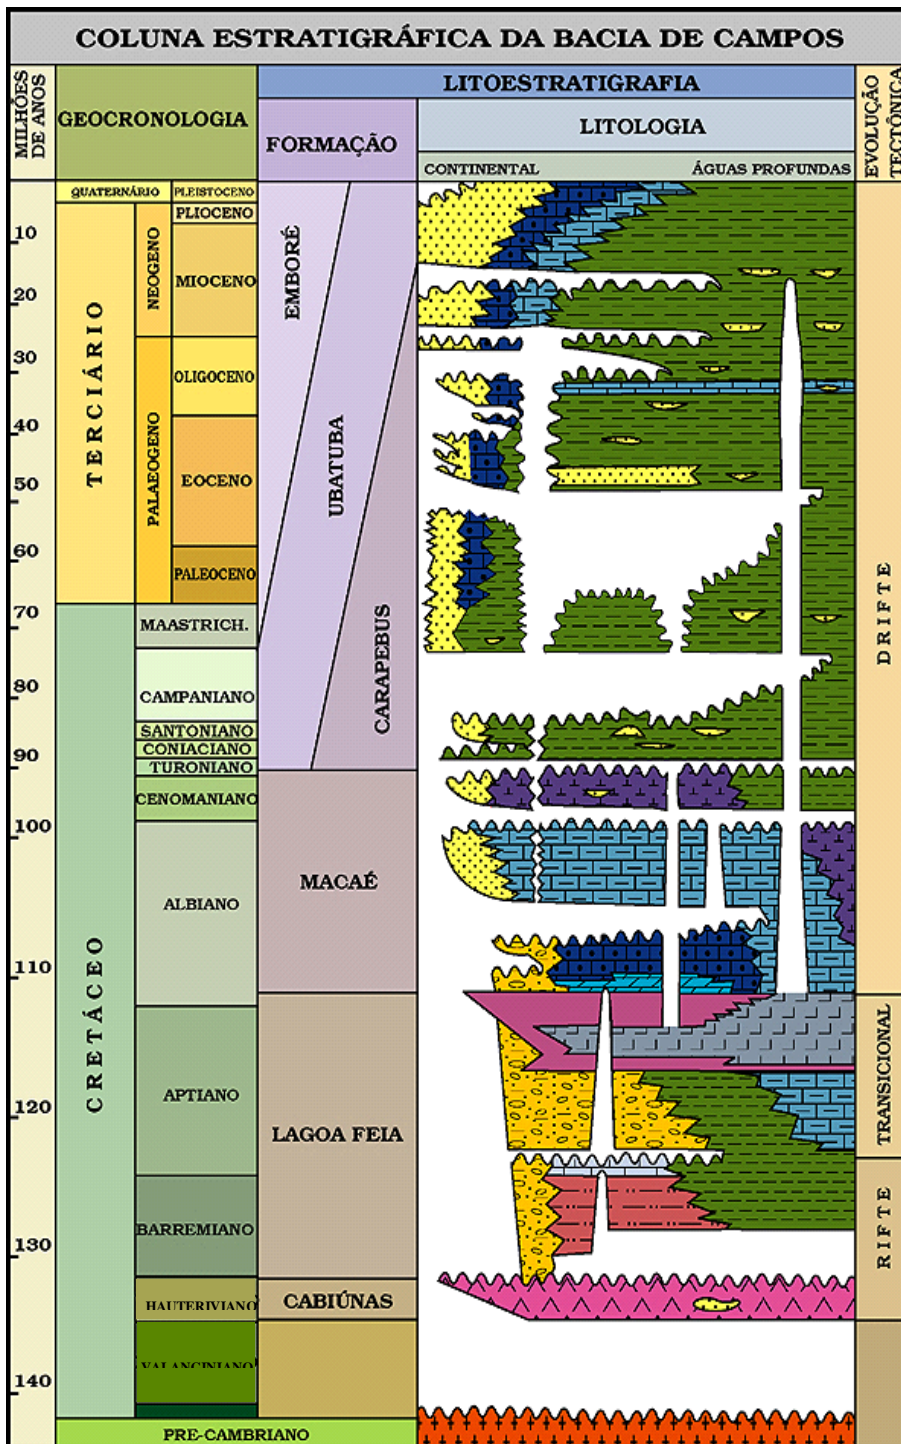 COLUNA ESTRATIGRÁFICA DA BACIA DE CAMPOS
MILHÕES
DE ANOS
GEOCRONOLOGIA
LITOESTRATIGRAFIA
FORMAÇÃO
LITOLOGIA
CONTINENTAL
ÁGUAS PROFUNDAS
EVOLUÇÃO
TECTÔNICA
QUATERNÁRIO
PLEISTOCENO
PLIOCENO
10
NEOGENO
MIOCENO
EMBORÉ
20
TERCIÁRIO
30
OLIGOCENO
40
PALAEOGENO
EOCENO
UBATUBA
50
60
PALEOCENO
70
MAASTRICH.
CARAPEBUS
DRIFTE
80
CAMPANIANO
SANTONIANO
CONIACIANO
90
TURONIANO
CENOMANIANO
100
MACAÉ
ALBIANO
CRETÁCEO
110
APTIANO
TRANSICIONAL
120
LAGOA FEIA
BARREMIANO
RIFTE
130
HAUTERIVIANO
CABIÚNAS
VALANGINIANO
140
PRE-CAMBRIANO